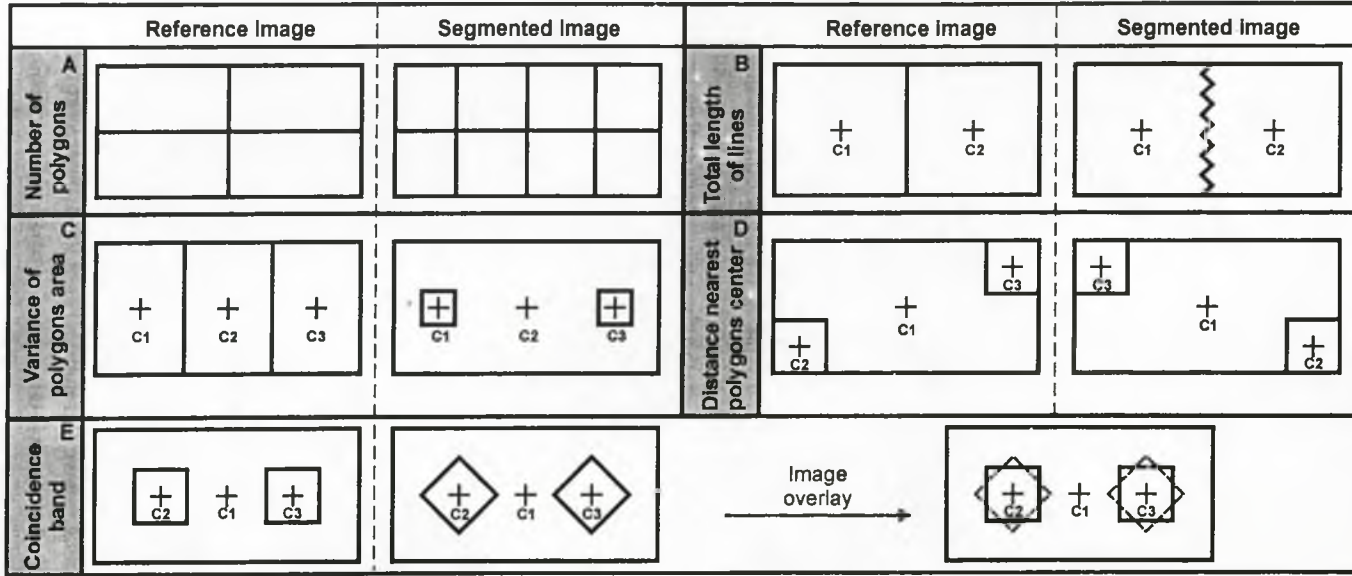 Reference Image
Segmented Image
Reference image
Segmented image
A
Number of
polygons
B
Total length
of lines
C1
C2
C1
C2
C
Variance of
polygons area
C1
C2
C3
C1
C2
C3
D
Distance nearest
polygons center
C3
C1
C2
C3
C1
C2
E
Coincidence
band
C2
C1
C3
C2
C1
C3
Image
overlay
C2
C1
C3